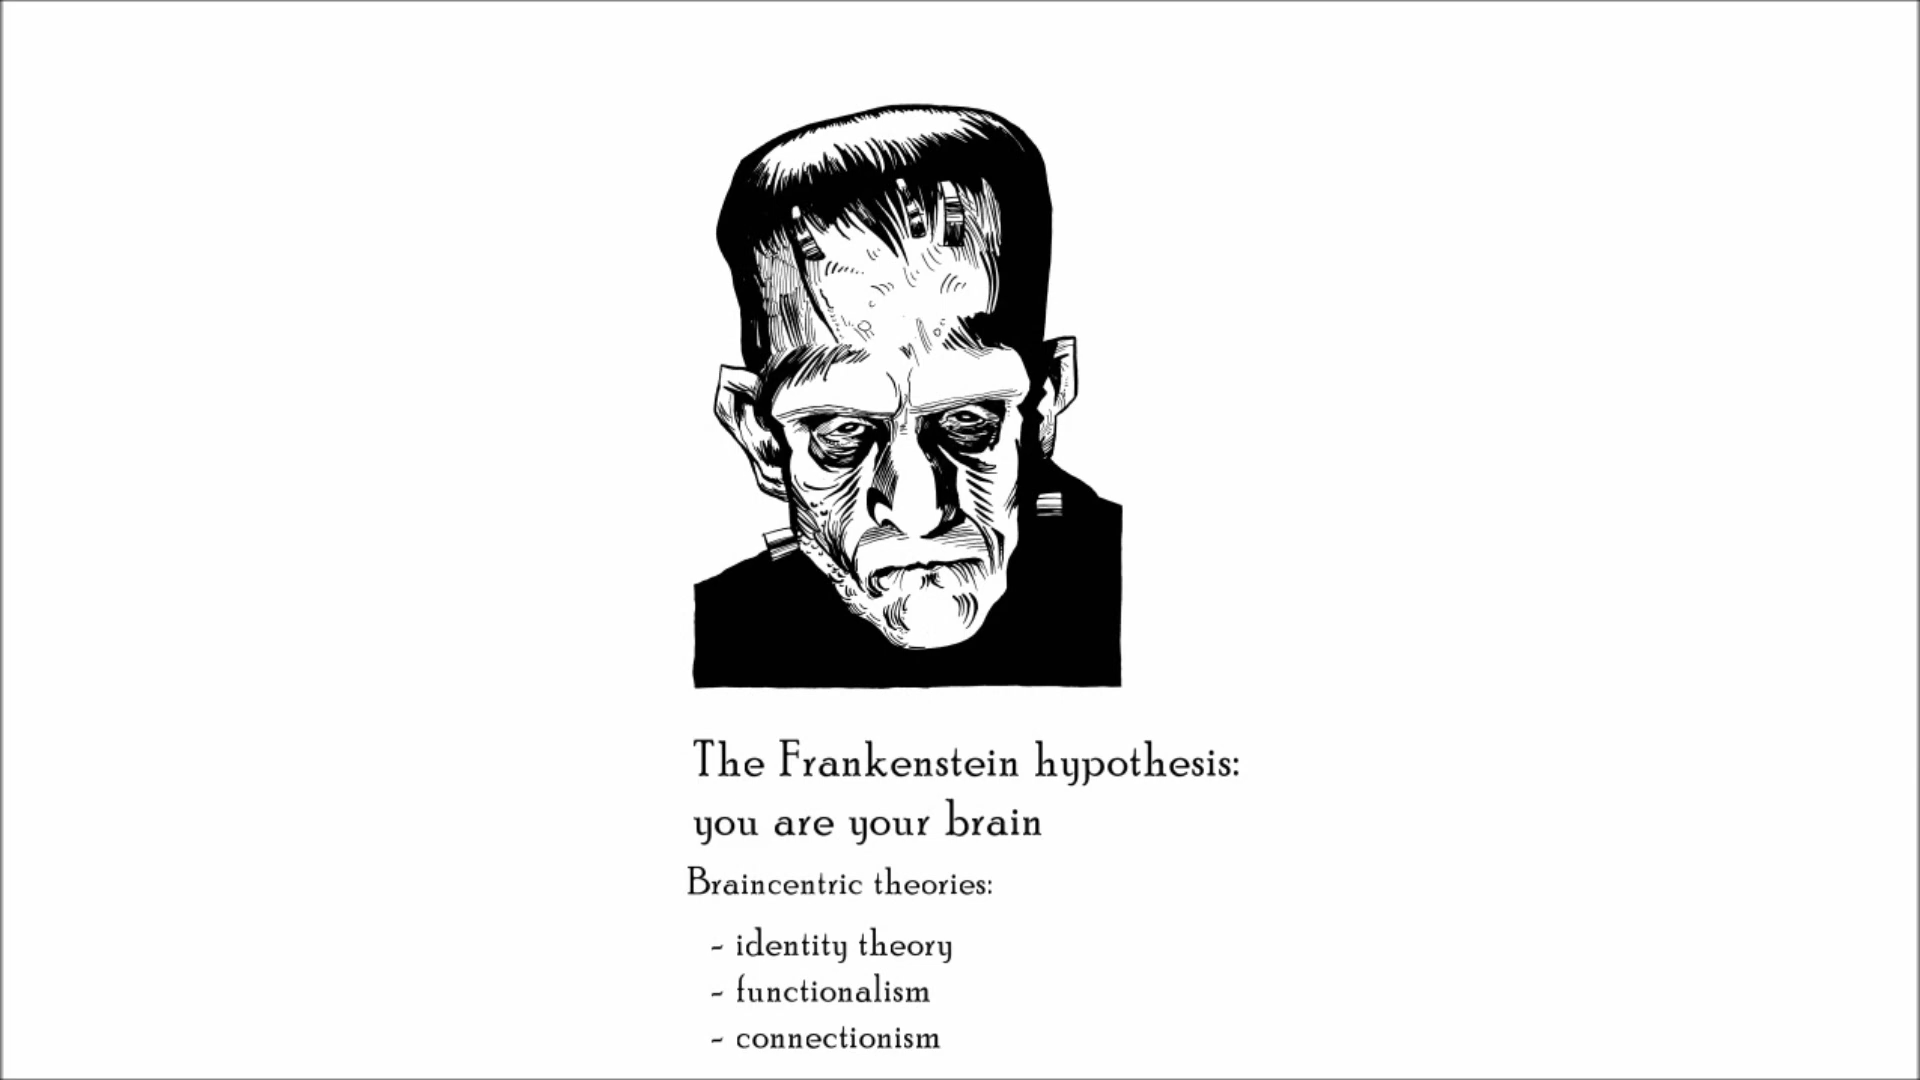 The Frankenstein hypothesis:
you are your brain
Braincentric theories:
- identity theory
- functionalism
- connectionism